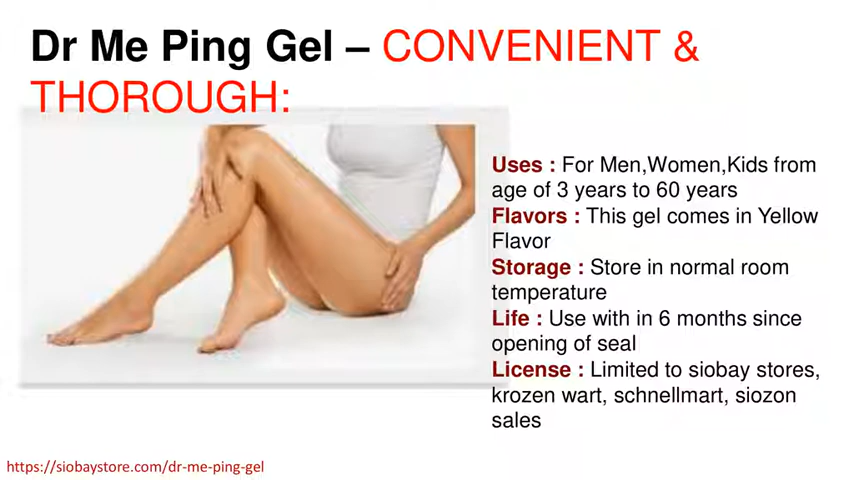 Dr Me Ping Gel – CONVENIENT &
THOROUGH:
Uses : For Men,Women,Kids from
age of 3 years to 60 years
Flavors : This gel comes in Yellow
Flavor
Storage : Store in normal room
temperature
Life : Use with in 6 months since
opening of seal
License : Limited to siobay stores,
krozen wart, schnellmart, siozon
sales
https://siobaystore.com/dr-me-ping-gel